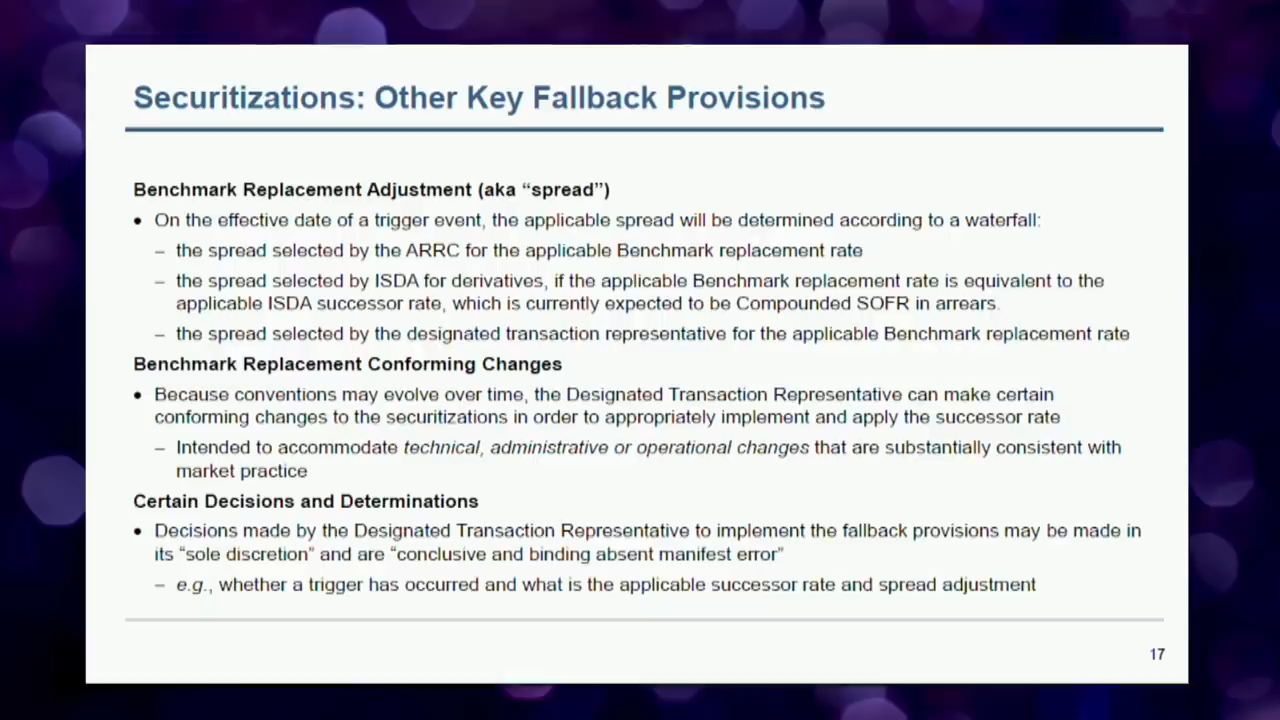 Securitizations: Other Key Fallback Provisions
Benchmark Replacement Adjustment (aka “spread”)
• On the effective date of a trigger event, the applicable spread will be determined according to a waterfall:
– the spread selected by the ARRC for the applicable Benchmark replacement rate
– the spread selected by ISDA for derivatives, if the applicable Benchmark replacement rate is equivalent to the
applicable ISDA successor rate, which is currently expected to be Compounded SOFR in arrears.
– the spread selected by the designated transaction representative for the applicable Benchmark replacement rate
Benchmark Replacement Conforming Changes
• Because conventions may evolve over time, the Designated Transaction Representative can make certain
conforming changes to the securitizations in order to appropriately implement and apply the successor rate
– Intended to accommodate technical, administrative or operational changes that are substantially consistent with
market practice
Certain Decisions and Determinations
• Decisions made by the Designated Transaction Representative to implement the fallback provisions may be made in
its “sole discretion” and are “conclusive and binding absent manifest error”
– e.g., whether a trigger has occurred and what is the applicable successor rate and spread adjustment
17